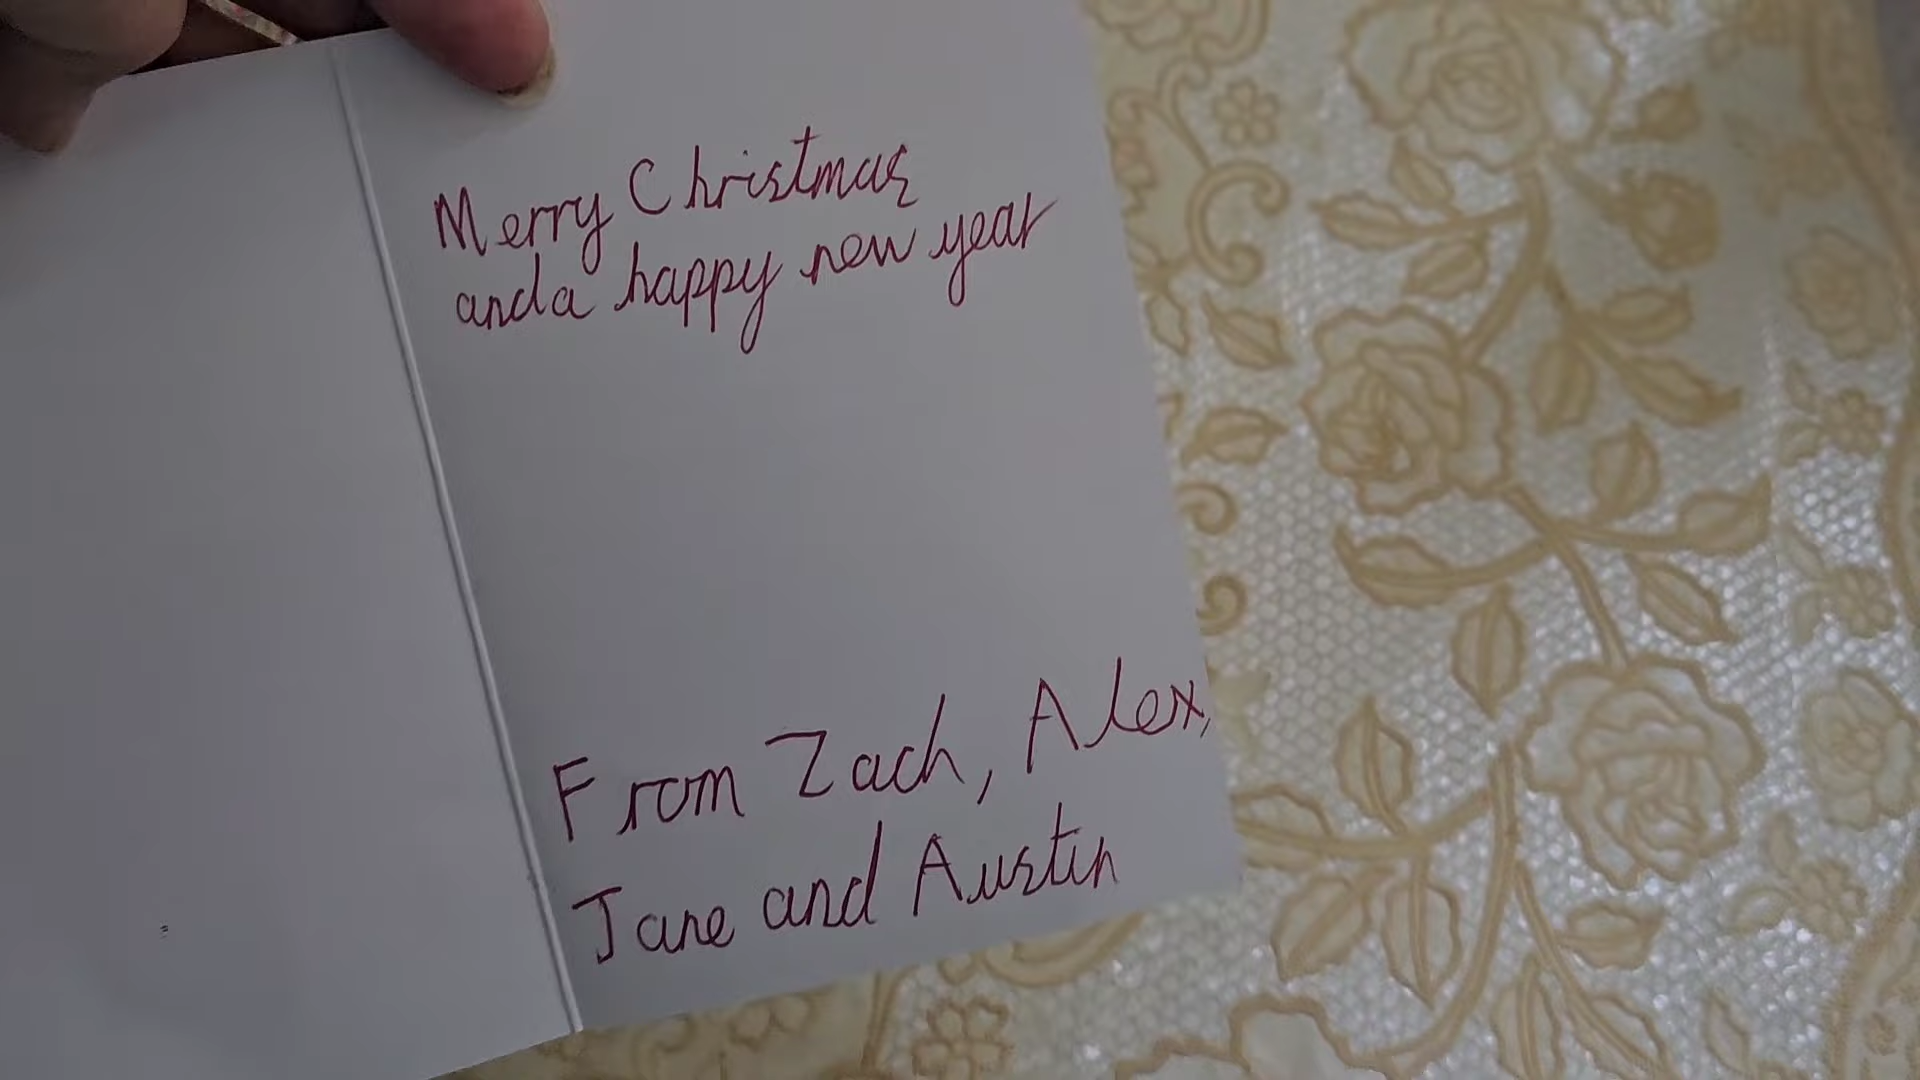 Merry Christmas
and a happy new year
From Zach, Alex,
Jane and Austin